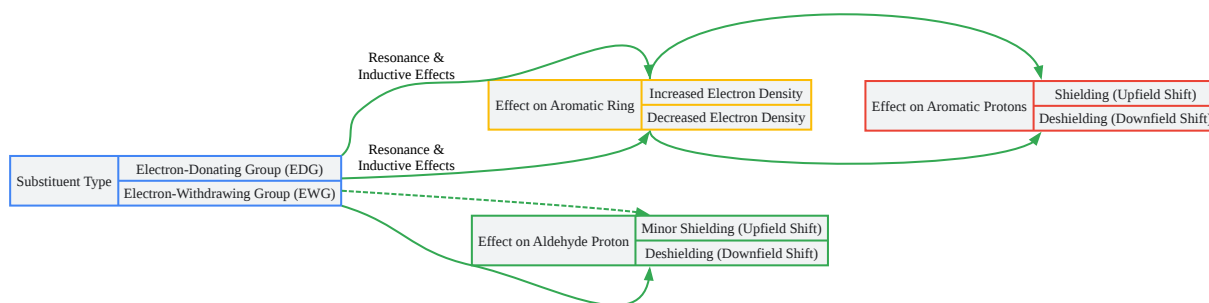 Resonance &
Inductive Effects
Effect on Aromatic Ring
Increased Electron Density
Decreased Electron Density
Effect on Aromatic Protons
Shielding (Upfield Shift)
Deshielding (Downfield Shift)
Resonance &
Inductive Effects
Substituent Type
Electron-Donating Group (EDG)
Electron-Withdrawing Group (EWG)
Effect on Aldehyde Proton
Minor Shielding (Upfield Shift)
Deshielding (Downfield Shift)